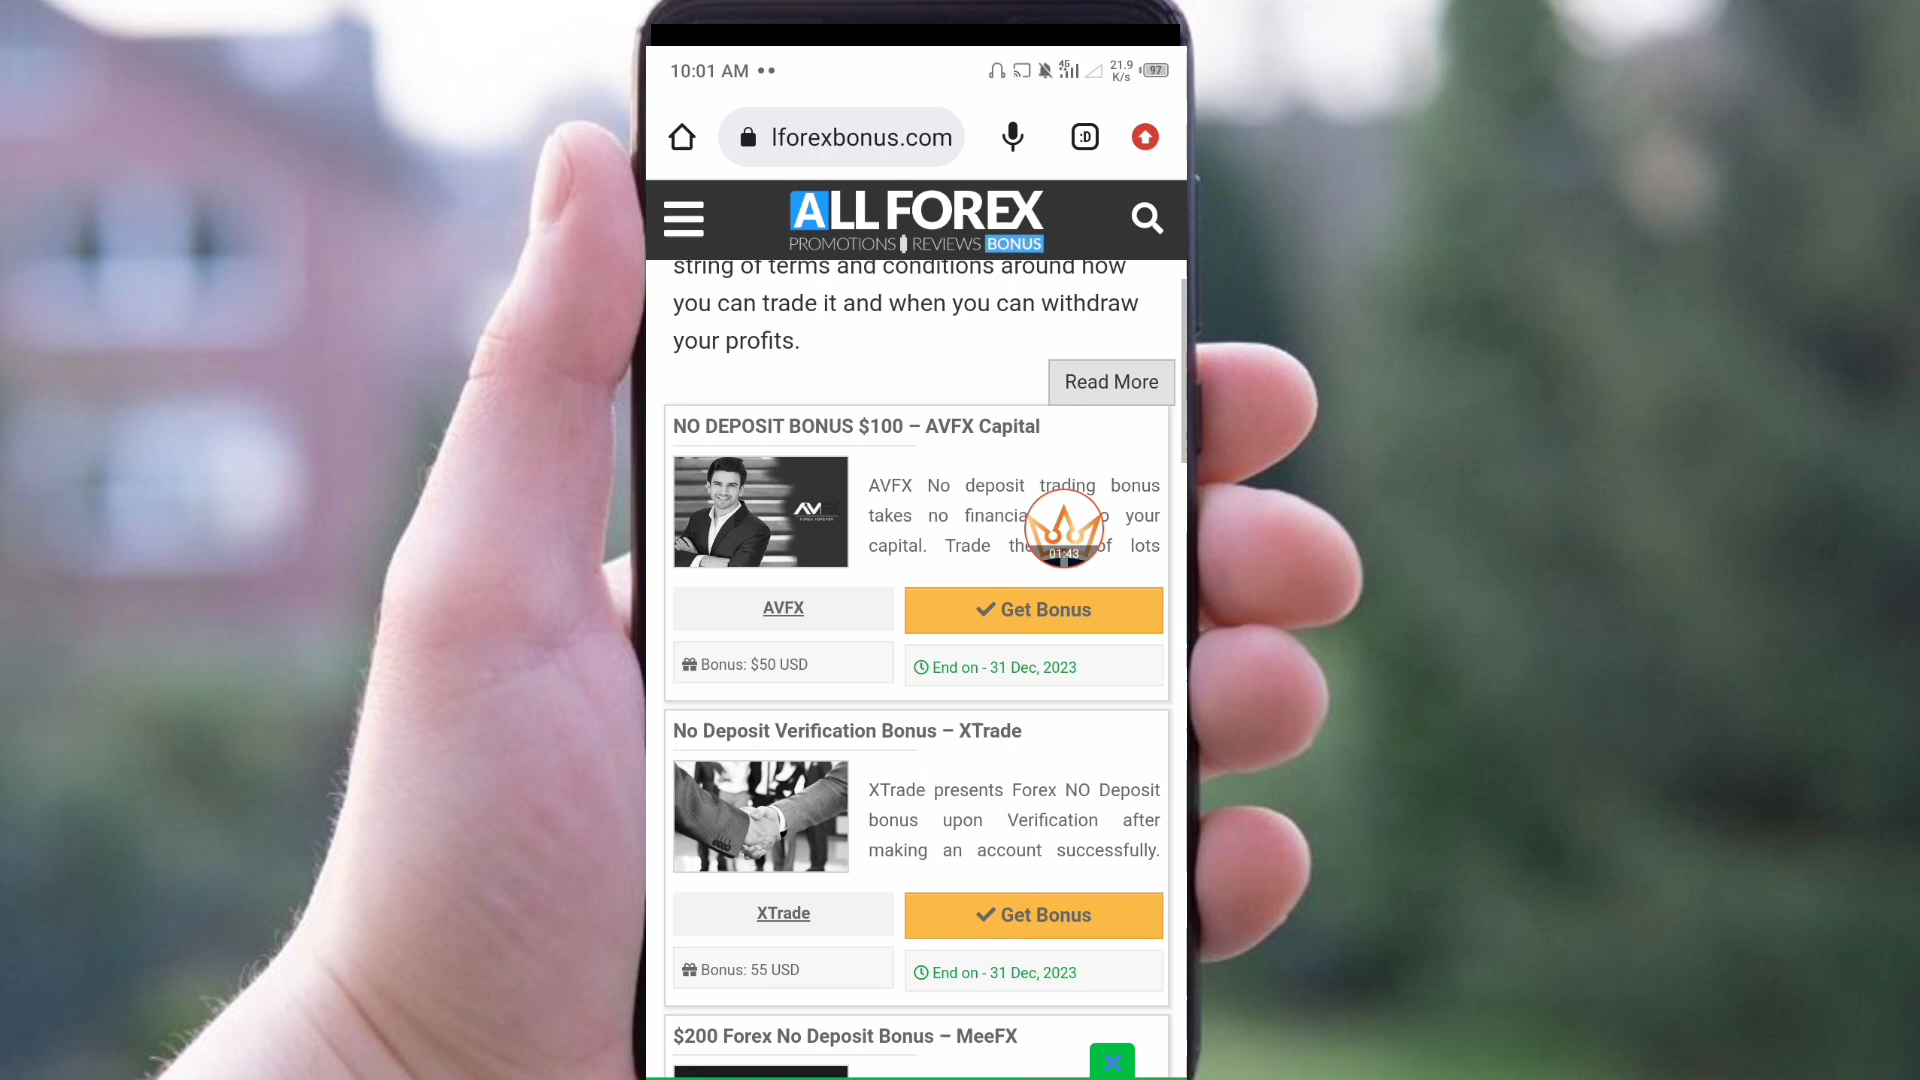 10:01 AM
4G
21.9
K/s
97
lforexbonus.com
:D
ALL FOREX
PROMOTIONS REVIEWS BONUS
string of terms and conditions around how
you can trade it and when you can withdraw
your profits.
Read More
NO DEPOSIT BONUS $100 – AVFX Capital
AVFX No deposit trading bonus
takes no financia o your
capital. Trade the of lots
01:43
AVFX
Get Bonus
Bonus: $50 USD
End on - 31 Dec, 2023
No Deposit Verification Bonus – XTrade
XTrade presents Forex NO Deposit
bonus upon Verification after
making an account successfully.
XTrade
Get Bonus
Bonus: 55 USD
End on - 31 Dec, 2023
$200 Forex No Deposit Bonus – MeeFX